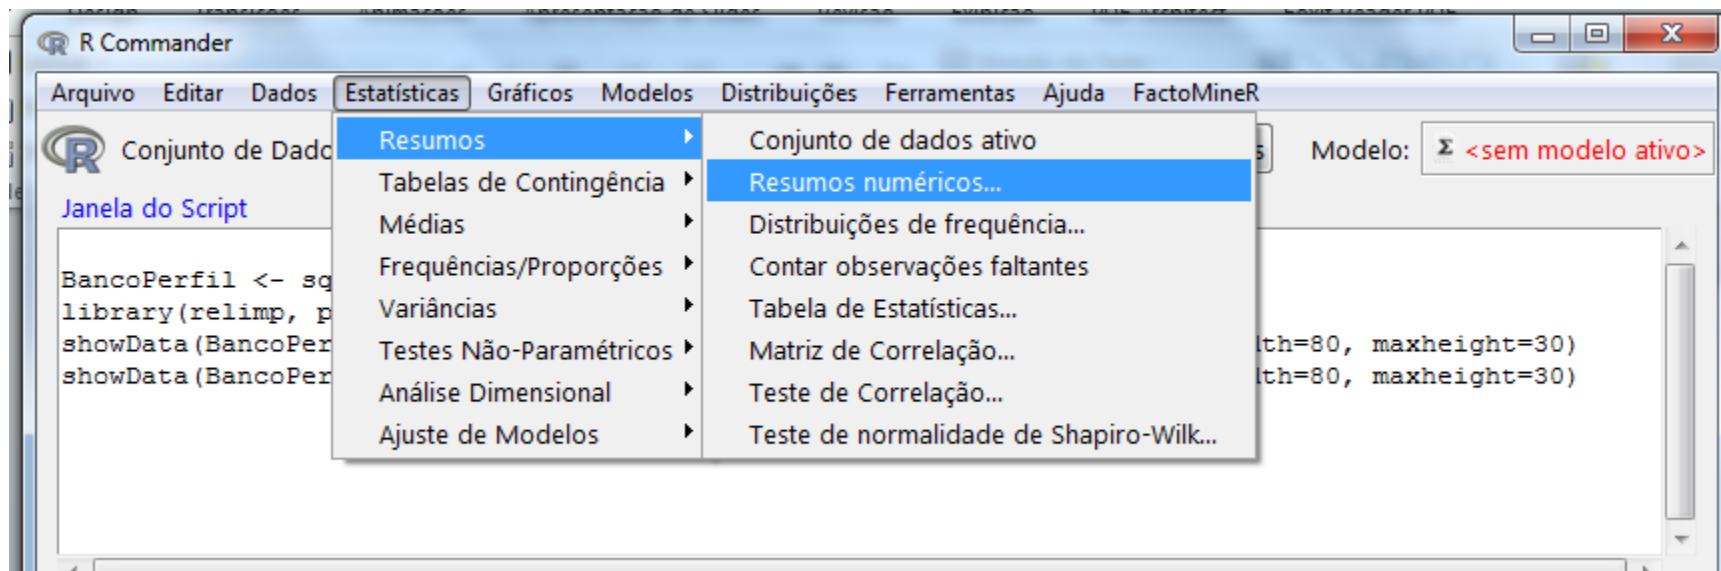 R Commander
Arquivo Editar Dados Estatísticas Gráficos Modelos Distribuições Ferramentas Ajuda FactoMineR
Conjunto de Dado
Modelo: Σ <sem modelo ativo>
Resumos
Tabelas de Contingência
Médias
Frequências/Proporções
Variâncias
Testes Não-Paramétricos
Análise Dimensional
Ajuste de Modelos
Conjunto de dados ativo
Resumos numéricos...
Distribuições de frequência...
Contar observações faltantes
Tabela de Estatísticas...
Matriz de Correlação...
Teste de Correlação...
Teste de normalidade de Shapiro-Wilk...
Janela do Script
BancoPerfil <- sq
library(relimp, p
showData(BancoPer th=80, maxheight=30)
showData(BancoPer th=80, maxheight=30)